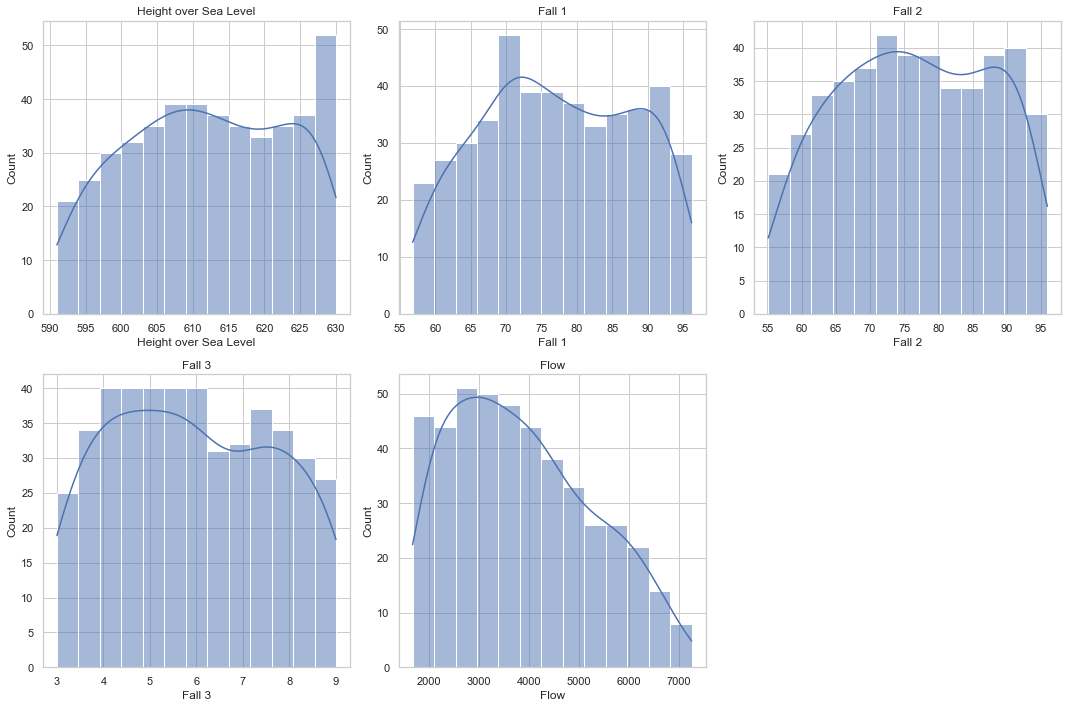 Height over Sea Level
50
40
30
20
10
0
Count
590 595 600 605 610 615 620 625 630
Height over Sea Level
Fall 1
50
40
30
20
10
0
Count
55 60 65 70 75 80 85 90 95
Fall 1
Fall 2
40
35
30
25
20
15
10
5
0
Count
55 60 65 70 75 80 85 90 95
Fall 2
Fall 3
40
35
30
25
20
15
10
5
0
Count
3 4 5 6 7 8 9
Fall 3
Flow
50
40
30
20
10
0
Count
2000 3000 4000 5000 6000 7000
Flow